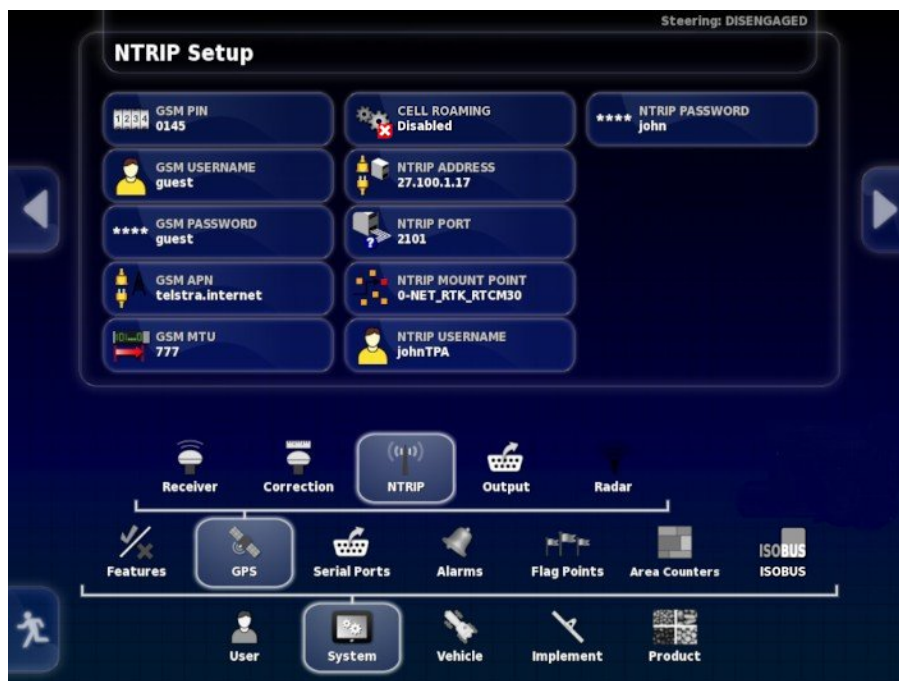 Steering: DISENGAGED
NTRIP Setup
1234
GSM PIN
0145
GSM USERNAME
guest
****
GSM PASSWORD
guest
GSM APN
telstra.internet
GSM MTU
777
CELL ROAMING
Disabled
NTRIP ADDRESS
27.100.1.17
?
NTRIP PORT
2101
NTRIP MOUNT POINT
0-NET_RTK_RTCM30
NTRIP USERNAME
johnTPA
****
NTRIP PASSWORD
john
Receiver
Correction
NTRIP
Output
Radar
Features
GPS
Serial Ports
Alarms
Flag Points
Area Counters
ISOBUS
ISOBUS
User
System
Vehicle
Implement
Product